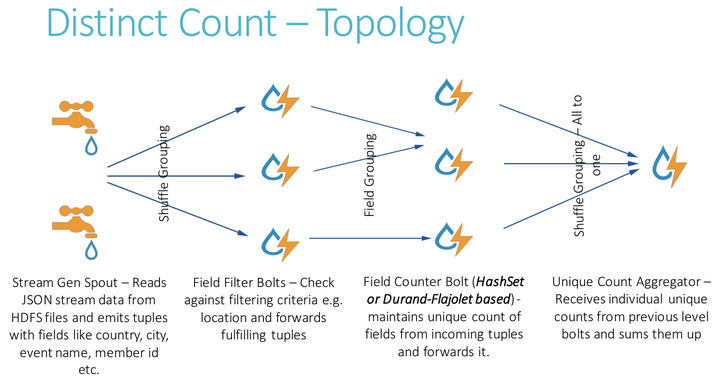 Distinct Count – Topology
Shuffle Grouping
Field Grouping
Shuffle Grouping – All to
one
Stream Gen Spout – Reads
JSON stream data from
HDFS files and emits tuples
with fields like country, city,
event name, member id
etc.
Field Filter Bolts – Check
against filtering criteria e.g.
location and forwards
fulfilling tuples
Field Counter Bolt (HashSet
or Durand-Flajolet based) -
maintains unique count of
fields from incoming tuples
and forwards it.
Unique Count Aggregator –
Receives individual unique
counts from previous level
bolts and sums them up